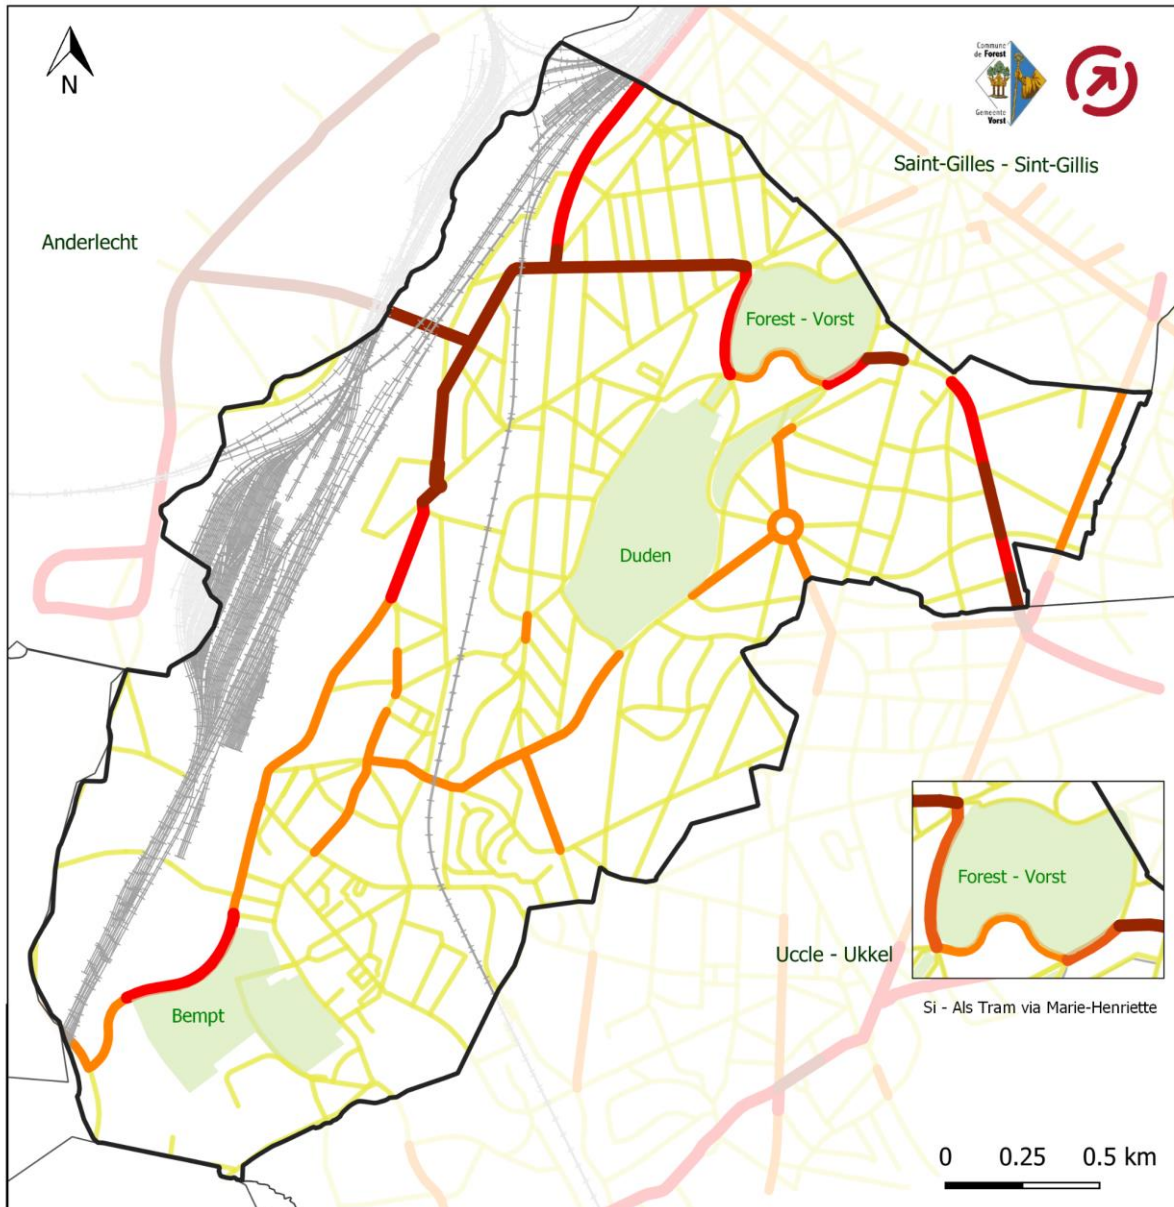 N
Commune
de Forest
Gemeente
Vorst
Saint-Gilles - Sint-Gillis
Anderlecht
Forest - Vorst
Duden
Forest - Vorst
Uccle - Ukkel
Si - Als Tram via Marie-Henriette
Bempt
0 0.25 0.5 km